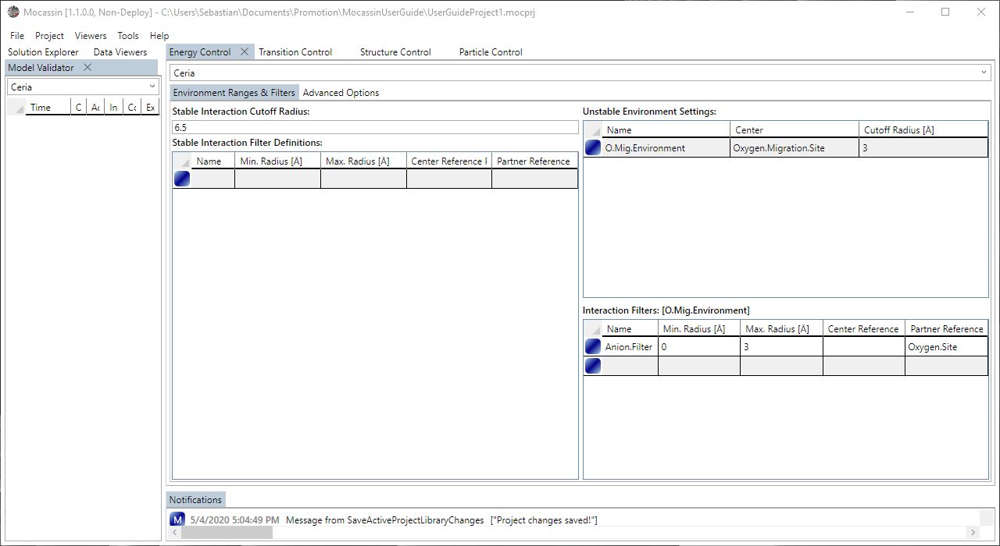 Mocassin [1.1.0.0, Non-Deploy] - C:\Users\Sebastian\Documents\Promotion\MocassinUserGuide\UserGuideProject1.mocprj
File Project Viewers Tools Help
Solution Explorer Data Viewers
Model Validator
Ceria
Time C Ac In Cc Ex
Energy Control Transition Control Structure Control Particle Control
Ceria
Environment Ranges & Filters Advanced Options
Stable Interaction Cutoff Radius:
6.5
Stable Interaction Filter Definitions:
Name Min. Radius [Å] Max. Radius [Å] Center Reference Partner Reference
Unstable Environment Settings:
Name Center Cutoff Radius [Å]
O.Mig.Environment Oxygen.Migration.Site 3
Interaction Filters: [O.Mig.Environment]
Name Min. Radius [Å] Max. Radius [Å] Center Reference Partner Reference
Anion.Filter 0 3 Oxygen.Site
Notifications
M 5/4/2020 5:04:49 PM Message from SaveActiveProjectLibraryChanges ["Project changes saved!"]